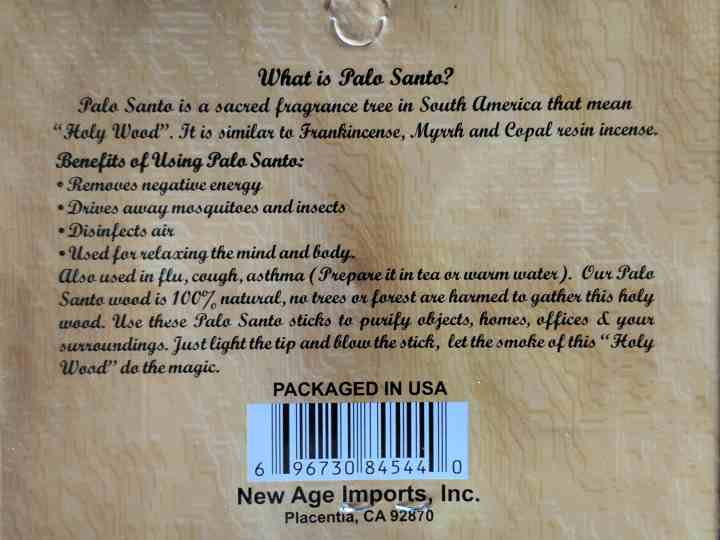 What is Palo Santo?
Palo Santo is a sacred fragrance tree in South America that mean
“Holy Wood”. It is similar to Frankincense, Myrrh and Copal resin incense.
Benefits of Using Palo Santo:
• Removes negative energy
• Drives away mosquitoes and insects
• Disinfects air
• Used for relaxing the mind and body.
Also used in flu, cough, asthma (Prepare it in tea or warm water). Our Palo
Santo wood is 100% natural, no trees or forest are harmed to gather this holy
wood. Use these Palo Santo sticks to purify objects, homes, offices & your
surroundings. Just light the tip and blow the stick, let the smoke of this “Holy
Wood” do the magic.
PACKAGED IN USA
6 96730 84544 0
New Age Imports, Inc.
Placentia, CA 92870